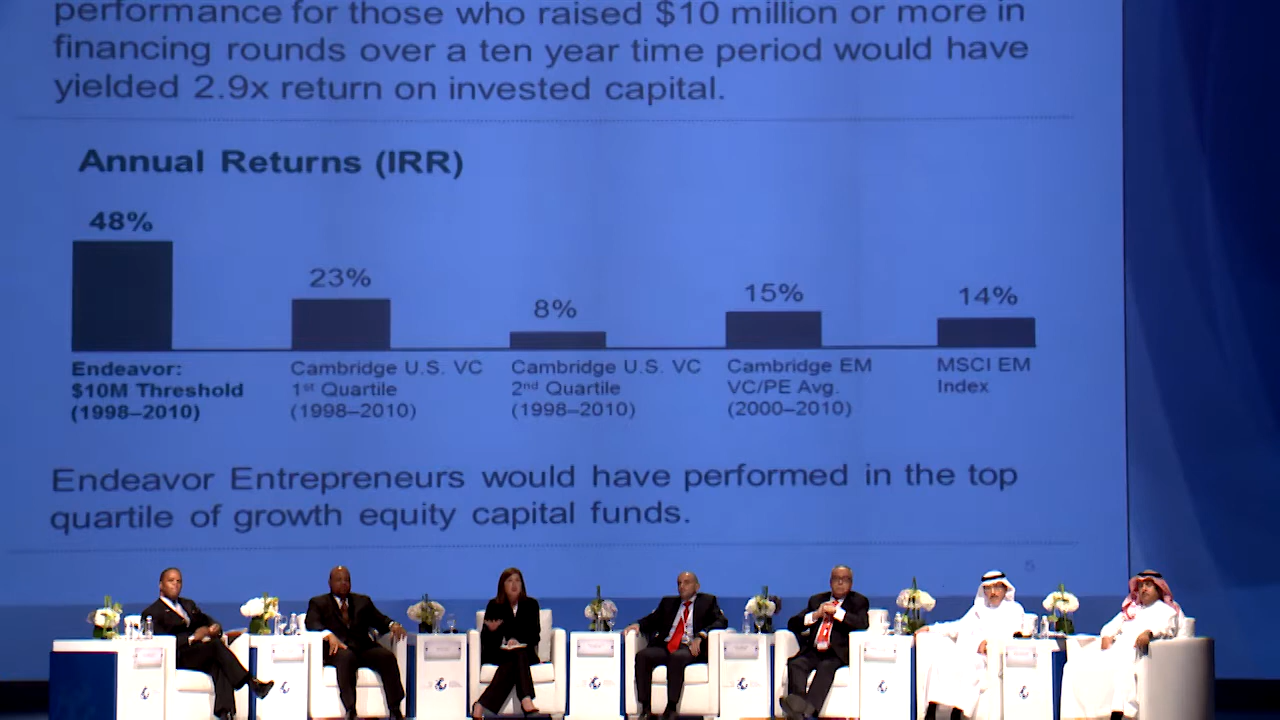 performance for those who raised $10 million or more in
financing rounds over a ten year time period would have
yielded 2.9x return on invested capital.
Annual Returns (IRR)
48%
23%
8%
15%
14%
Endeavor:
$10M Threshold
(1998–2010)
Cambridge U.S. VC
1st Quartile
(1998–2010)
Cambridge U.S. VC
2nd Quartile
(1998–2010)
Cambridge EM
VC/PE Avg.
(2000–2010)
MSCI EM
Index
Endeavor Entrepreneurs would have performed in the top
quartile of growth equity capital funds.
5